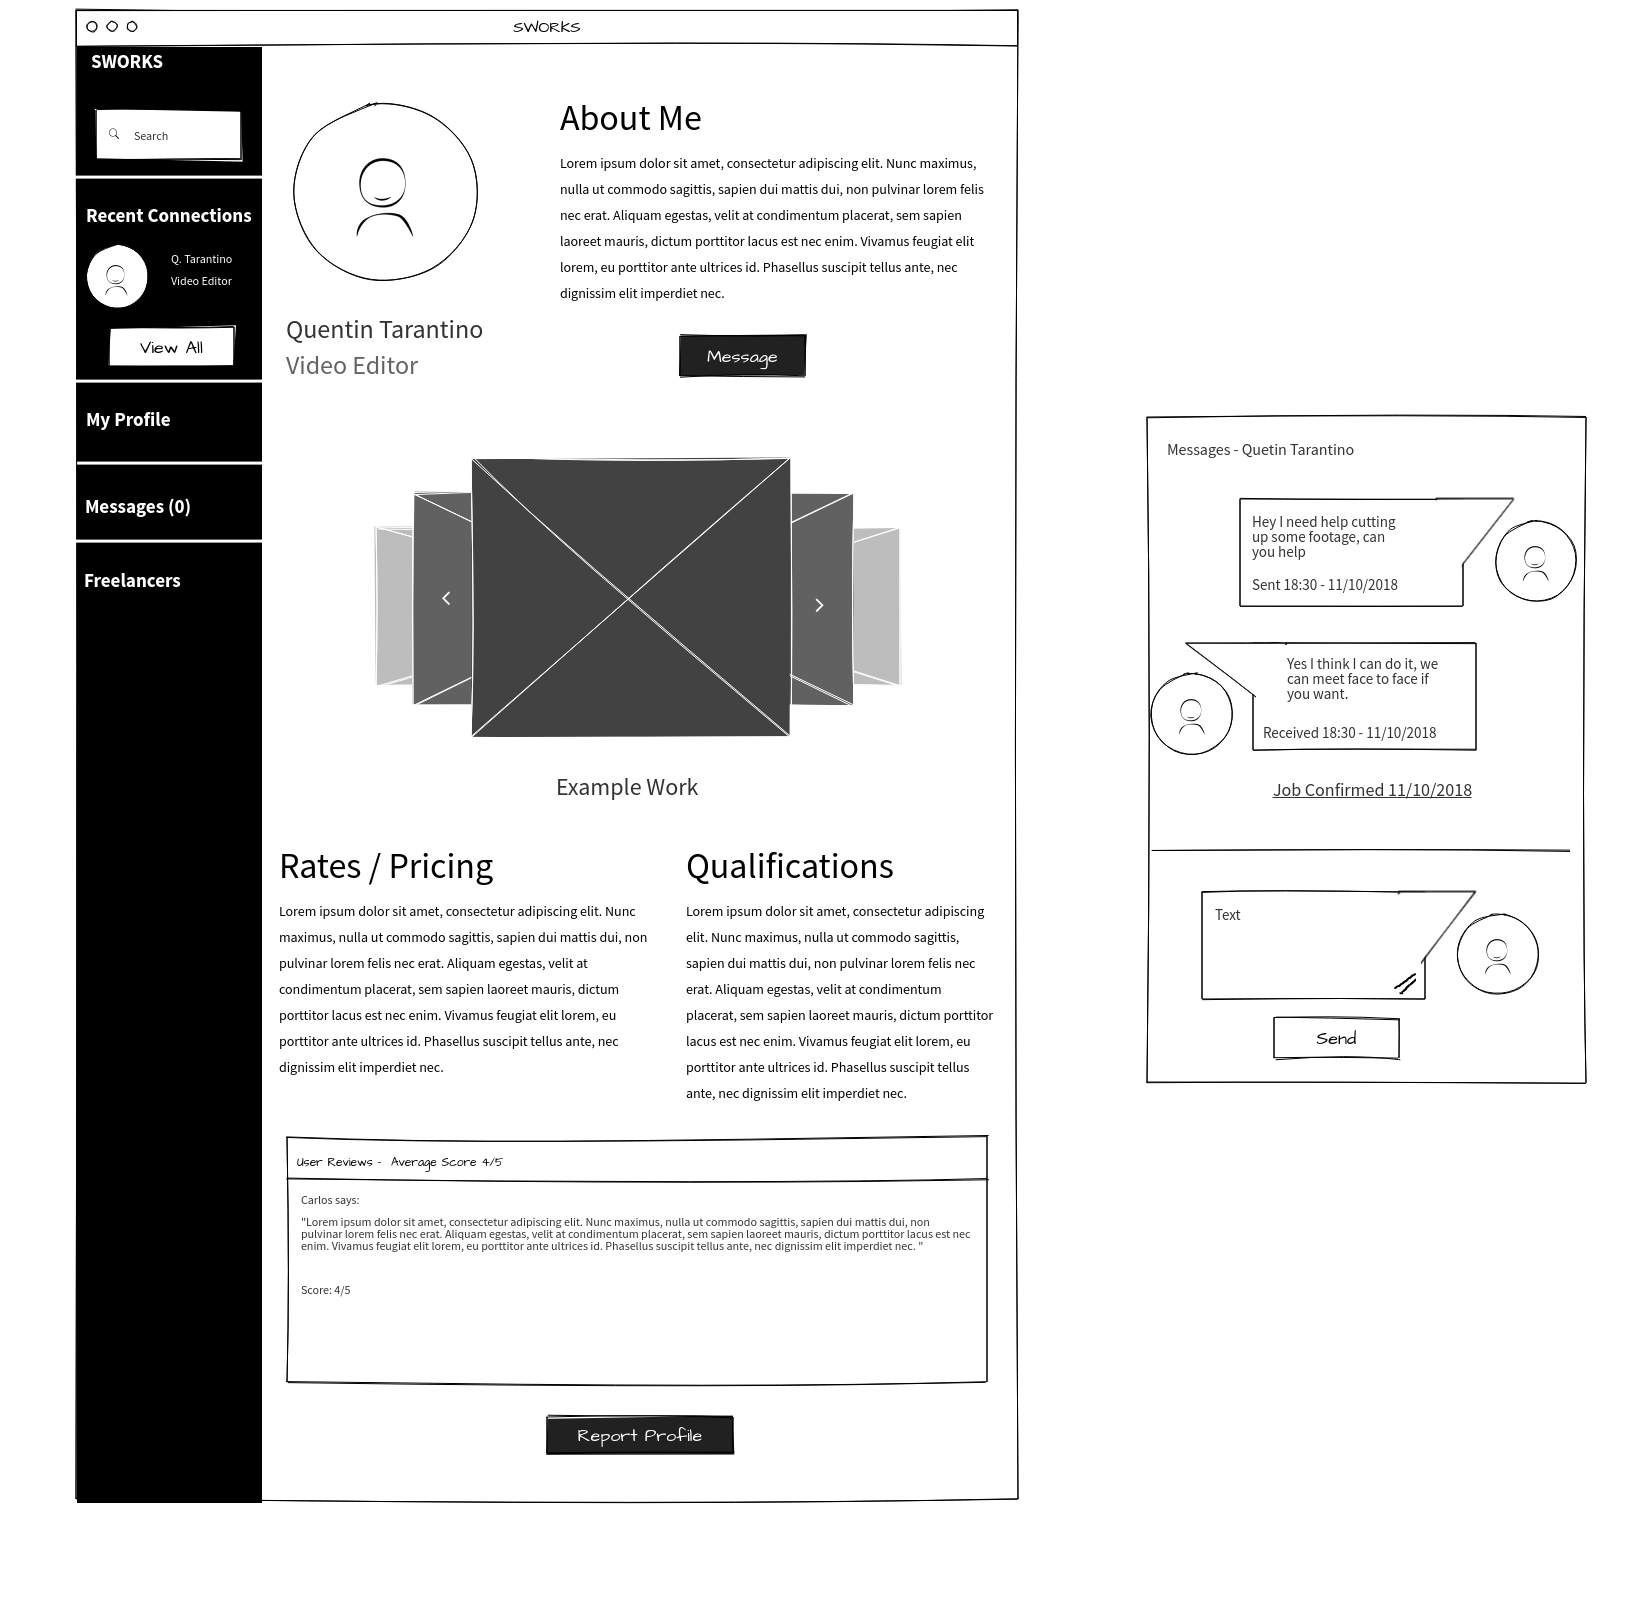 SWORKS
SWORKS
Search
Recent Connections
Q. Tarantino
Video Editor
View All
My Profile
Messages (0)
Freelancers
Quentin Tarantino
Video Editor
About Me
Lorem ipsum dolor sit amet, consectetur adipiscing elit. Nunc maximus,
nulla ut commodo sagittis, sapien dui mattis dui, non pulvinar lorem felis
nec erat. Aliquam egestas, velit at condimentum placerat, sem sapien
laoreet mauris, dictum porttitor lacus est nec enim. Vivamus feugiat elit
lorem, eu porttitor ante ultrices id. Phasellus suscipit tellus ante, nec
dignissim elit imperdiet nec.
Message
Example Work
Rates / Pricing
Lorem ipsum dolor sit amet, consectetur adipiscing elit. Nunc
maximus, nulla ut commodo sagittis, sapien dui mattis dui, non
pulvinar lorem felis nec erat. Aliquam egestas, velit at
condimentum placerat, sem sapien laoreet mauris, dictum
porttitor lacus est nec enim. Vivamus feugiat elit lorem, eu
porttitor ante ultrices id. Phasellus suscipit tellus ante, nec
dignissim elit imperdiet nec.
Qualifications
Lorem ipsum dolor sit amet, consectetur adipiscing
elit. Nunc maximus, nulla ut commodo sagittis,
sapien dui mattis dui, non pulvinar lorem felis nec
erat. Aliquam egestas, velit at condimentum
placerat, sem sapien laoreet mauris, dictum porttitor
lacus est nec enim. Vivamus feugiat elit lorem, eu
porttitor ante ultrices id. Phasellus suscipit tellus
ante, nec dignissim elit imperdiet nec.
User Reviews - Average Score 4/5
Carlos says:
"Lorem ipsum dolor sit amet, consectetur adipiscing elit. Nunc maximus, nulla ut commodo sagittis, sapien dui mattis dui, non
pulvinar lorem felis nec erat. Aliquam egestas, velit at condimentum placerat, sem sapien laoreet mauris, dictum porttitor lacus est nec
enim. Vivamus feugiat elit lorem, eu porttitor ante ultrices id. Phasellus suscipit tellus ante, nec dignissim elit imperdiet nec. "
Score: 4/5
Report Profile
Messages - Quetin Tarantino
Hey I need help cutting
up some footage, can
you help
Sent 18:30 - 11/10/2018
Yes I think I can do it, we
can meet face to face if
you want.
Received 18:30 - 11/10/2018
Job Confirmed 11/10/2018
Text
Send